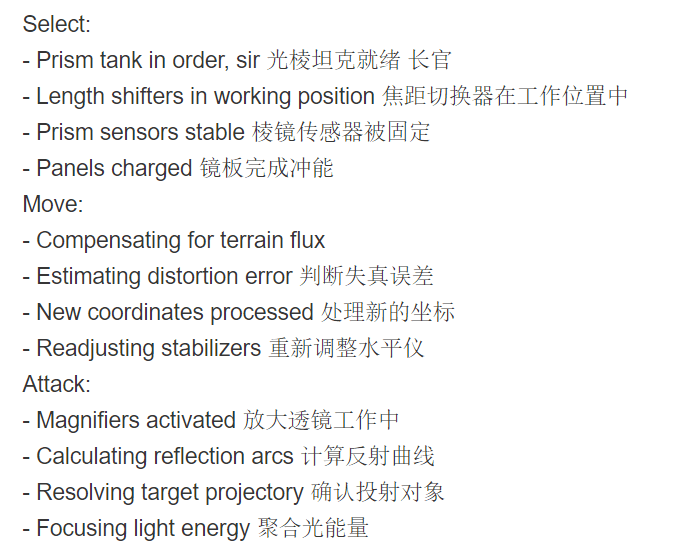 Select:
- Prism tank in order, sir 光棱坦克就绪 长官
- Length shifters in working position 焦距切换器在工作位置中
- Prism sensors stable 棱镜传感器被固定
- Panels charged 镜板完成冲能
Move:
- Compensating for terrain flux
- Estimating distortion error 判断失真误差
- New coordinates processed 处理新的坐标
- Readjusting stabilizers 重新调整水平仪
Attack:
- Magnifiers activated 放大透镜工作中
- Calculating reflection arcs 计算反射曲线
- Resolving target projectory 确认投射对象
- Focusing light energy 聚合光能量